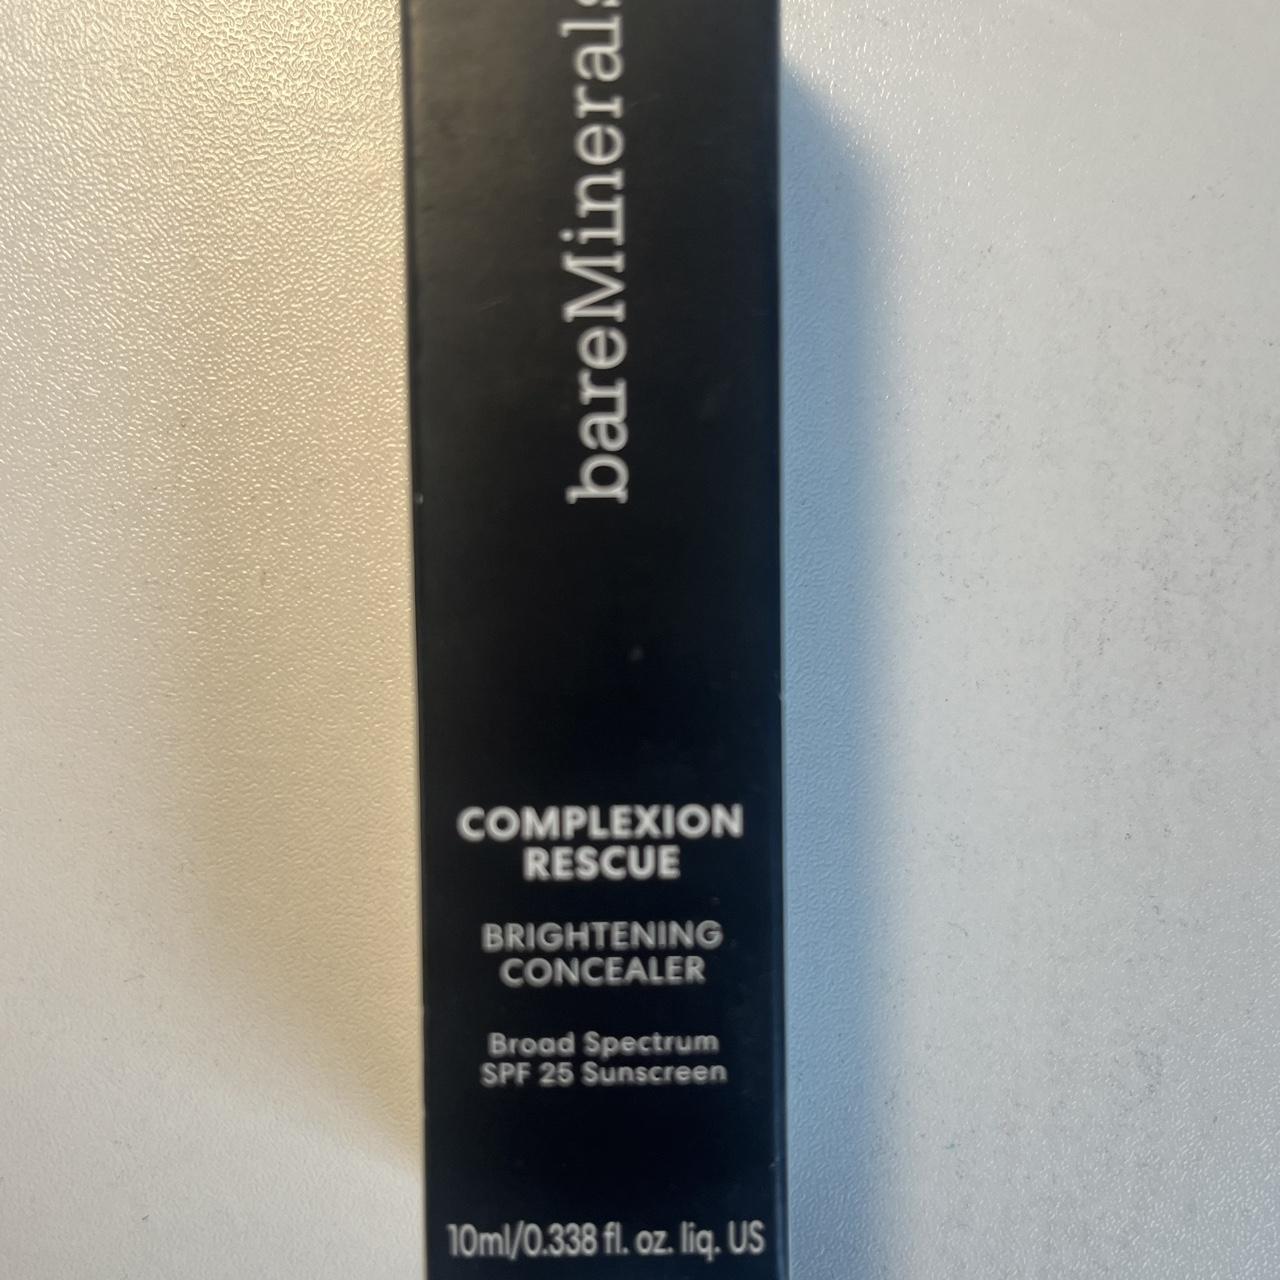 bareMinerals
COMPLEXION
RESCUE
BRIGHTENING
CONCEALER
Broad Spectrum
SPF 25 Sunscreen
10ml/0.338 fl. oz. liq. US